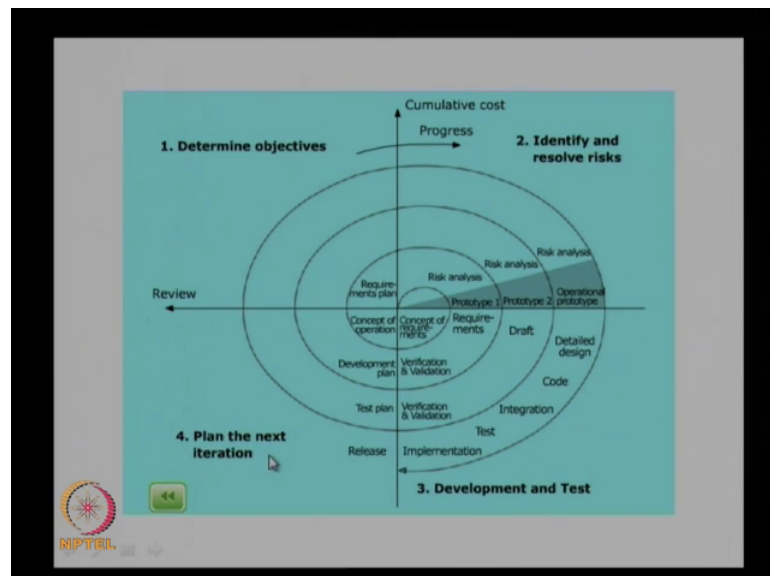 Cumulative cost
Progress
1. Determine objectives
2. Identify and
resolve risks
Risk analysis
Risk analysis
Risk analysis
Require-
ments plan
Review
Prototype 1
Prototype 2
Operational
prototype
Concept of
operation
Concept of
require-
ments
Require-
ments
Draft
Detailed
design
Development
plan
Verification
& Validation
Code
Test plan
Verification
& Validation
Integration
Test
4. Plan the next
iteration
Release
Implementation
3. Development and Test
NPTEL